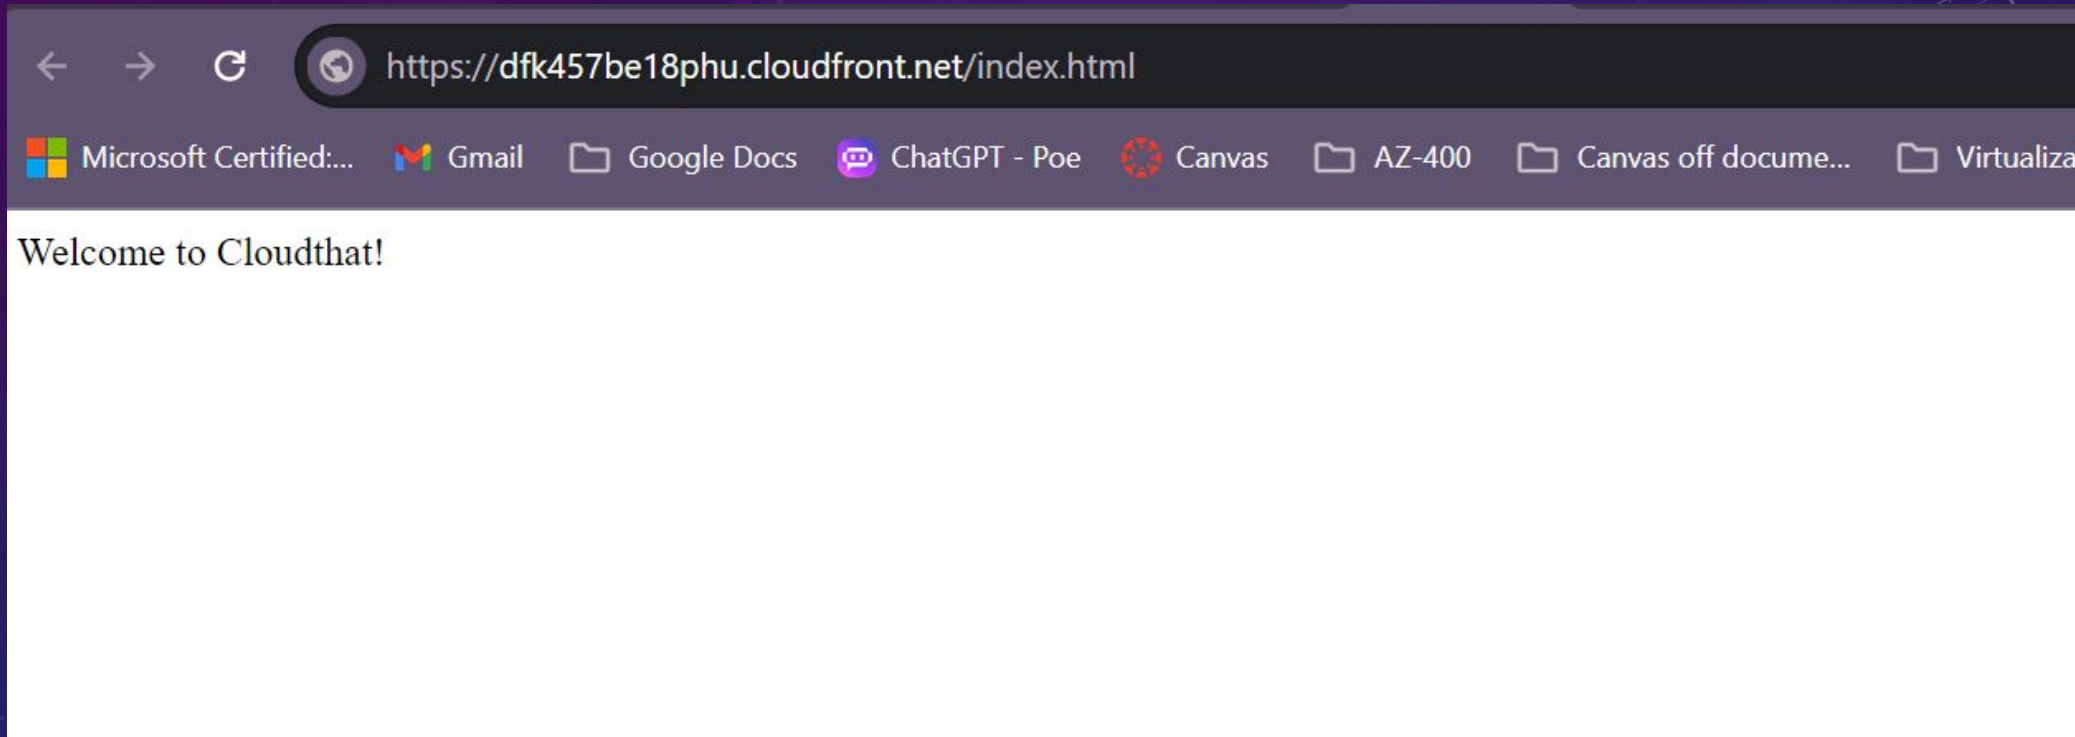 https://dfk457be18phu.cloudfront.net/index.html
Microsoft Certified:... Gmail Google Docs ChatGPT - Poe Canvas AZ-400 Canvas off docume... Virtualiza
Welcome to Cloudthat!